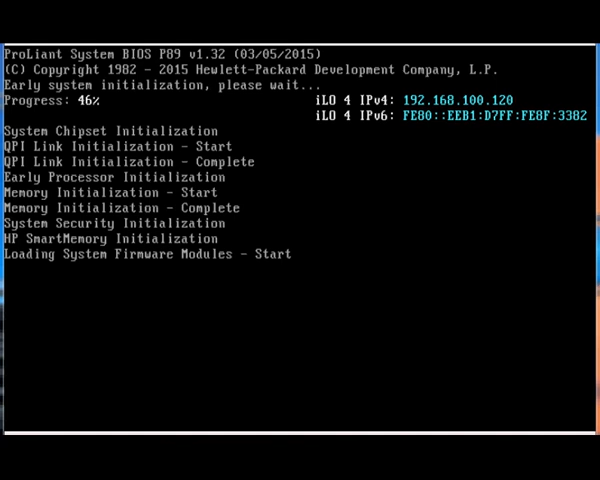 ProLiant System BIOS P89 v1.32 (03/05/2015)
(C) Copyright 1982 - 2015 Hewlett-Packard Development Company, L.P.
Early system initialization, please wait...
Progress: 46% iLO 4 IPv4: 192.168.100.120
iLO 4 IPv6: FE80::EEB1:D7FF:FE8F:3382
System Chipset Initialization
QPI Link Initialization - Start
QPI Link Initialization - Complete
Early Processor Initialization
Memory Initialization - Start
Memory Initialization - Complete
System Security Initialization
HP SmartMemory Initialization
Loading System Firmware Modules - Start